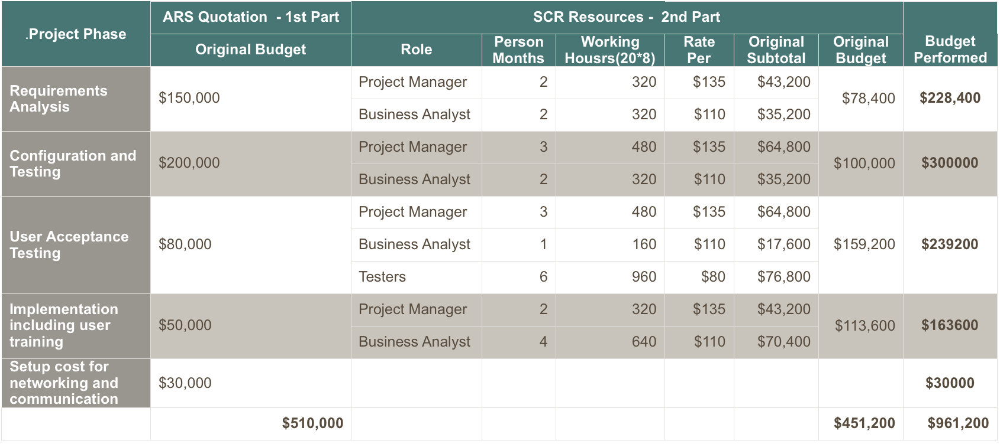 .Project Phase
ARS Quotation  - 1st Part
SCR Resources -  2nd Part
Budget
Performed
Original Budget
Role
Person
Months
Working
Housrs(20*8)
Rate
Per
Original
Subtotal
Original
Budget
Requirements
Analysis
$150,000
Project Manager 2 320 $135 $43,200
Business Analyst 2 320 $110 $35,200
$78,400
$228,400
Configuration and
Testing
$200,000
Project Manager 3 480 $135 $64,800
Business Analyst 2 320 $110 $35,200
$100,000
$300000
User Acceptance
Testing
$80,000
Project Manager 3 480 $135 $64,800
Business Analyst 1 160 $110 $17,600
Testers 6 960 $80 $76,800
$159,200
$239200
Implementation
including user
training
$50,000
Project Manager 2 320 $135 $43,200
Business Analyst 4 640 $110 $70,400
$113,600
$163600
Setup cost for
networking and
communication
$30,000
$30000
$510,000 $451,200 $961,200